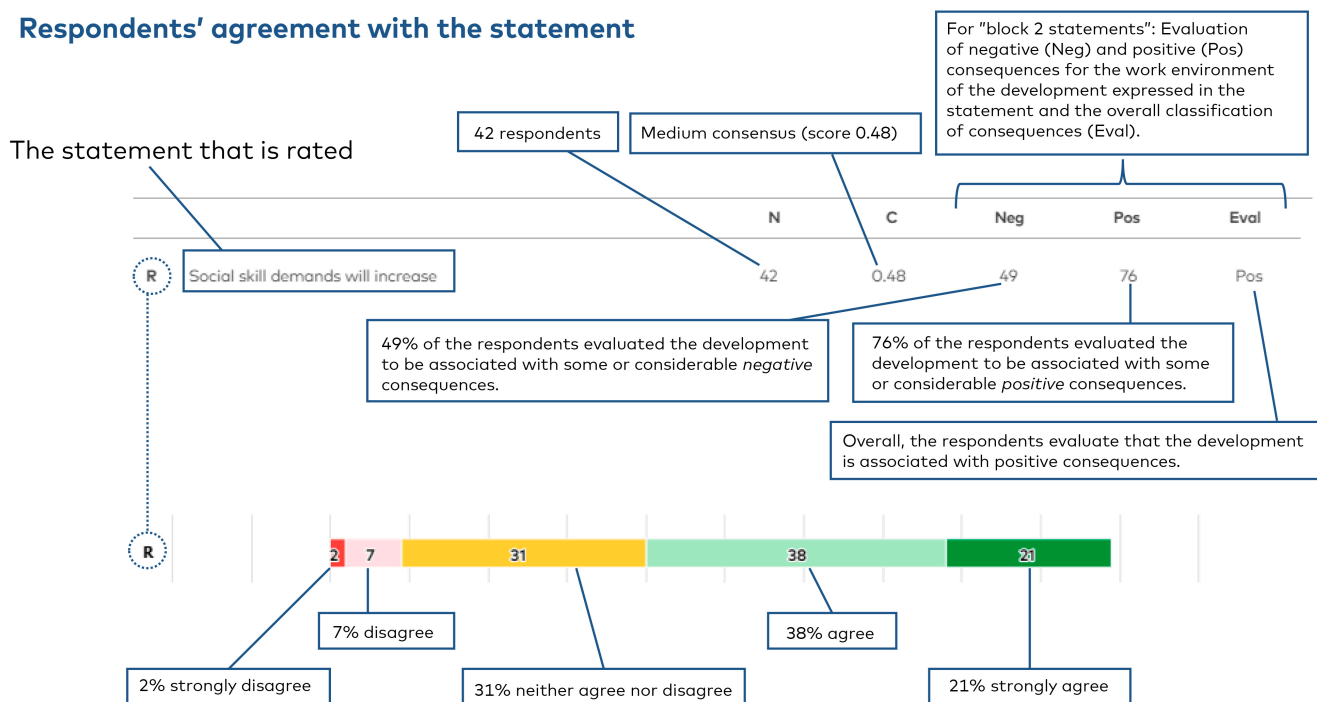 Respondents’ agreement with the statement
For ”block 2 statements”: Evaluation
of negative (Neg) and positive (Pos)
consequences for the work environment
of the development expressed in the
statement and the overall classification
of consequences (Eval).
42 respondents
Medium consensus (score 0.48)
The statement that is rated
N C Neg Pos Eval
R Social skill demands will increase 42 0.48 49 76 Pos
49% of the respondents evaluated the development
to be associated with some or considerable negative
consequences.
76% of the respondents evaluated the
development to be associated with some
or considerable positive consequences.
Overall, the respondents evaluate that the development
is associated with positive consequences.
R 2 7 31 38 21
7% disagree
38% agree
2% strongly disagree
31% neither agree nor disagree
21% strongly agree